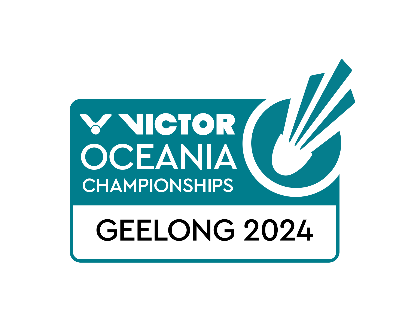 VICTOR
OCEANIA
CHAMPIONSHIPS
GEELONG 2024